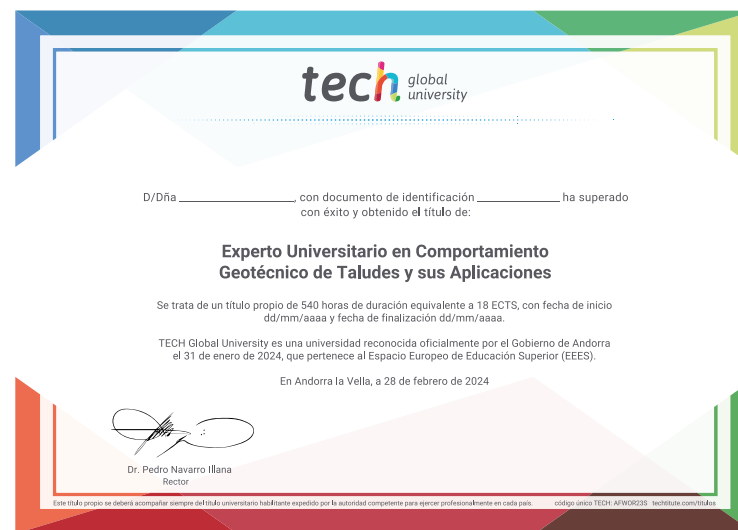 tech global university
D/Dña ____________________, con documento de identificación ______________ ha superado
con éxito y obtenido el título de:
Experto Universitario en Comportamiento
Geotécnico de Taludes y sus Aplicaciones
Se trata de un título propio de 540 horas de duración equivalente a 18 ECTS, con fecha de inicio
dd/mm/aaaa y fecha de finalización dd/mm/aaaa.
TECH Global University es una universidad reconocida oficialmente por el Gobierno de Andorra
el 31 de enero de 2024, que pertenece al Espacio Europeo de Educación Superior (EEES).
En Andorra la Vella, a 28 de febrero de 2024
Dr. Pedro Navarro Illana
Rector
Este título propio se deberá acompañar siempre del título universitario habilitante expedido por la autoridad competente para ejercer profesionalmente en cada país. código único TECH: AFWOR23S techtitute.com/titulos